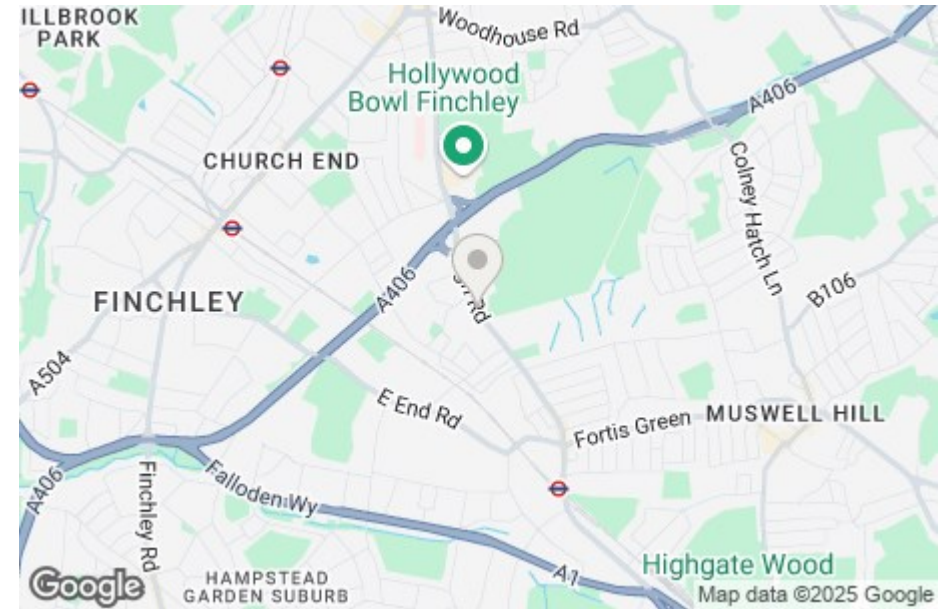 ILLBROOK
PARK
Woodhouse Rd
Hollywood
Bowl Finchley
A406
CHURCH END
Colney Hatch Ln
FINCHLEY
A406
Rd
B106
A504
E End Rd
Fortis Green
MUSWELL HILL
A406
Finchley Rd
Falloden Wy
A1
Highgate Wood
HAMPSTEAD
GARDEN SUBURB
Google
Map data ©2025 Google